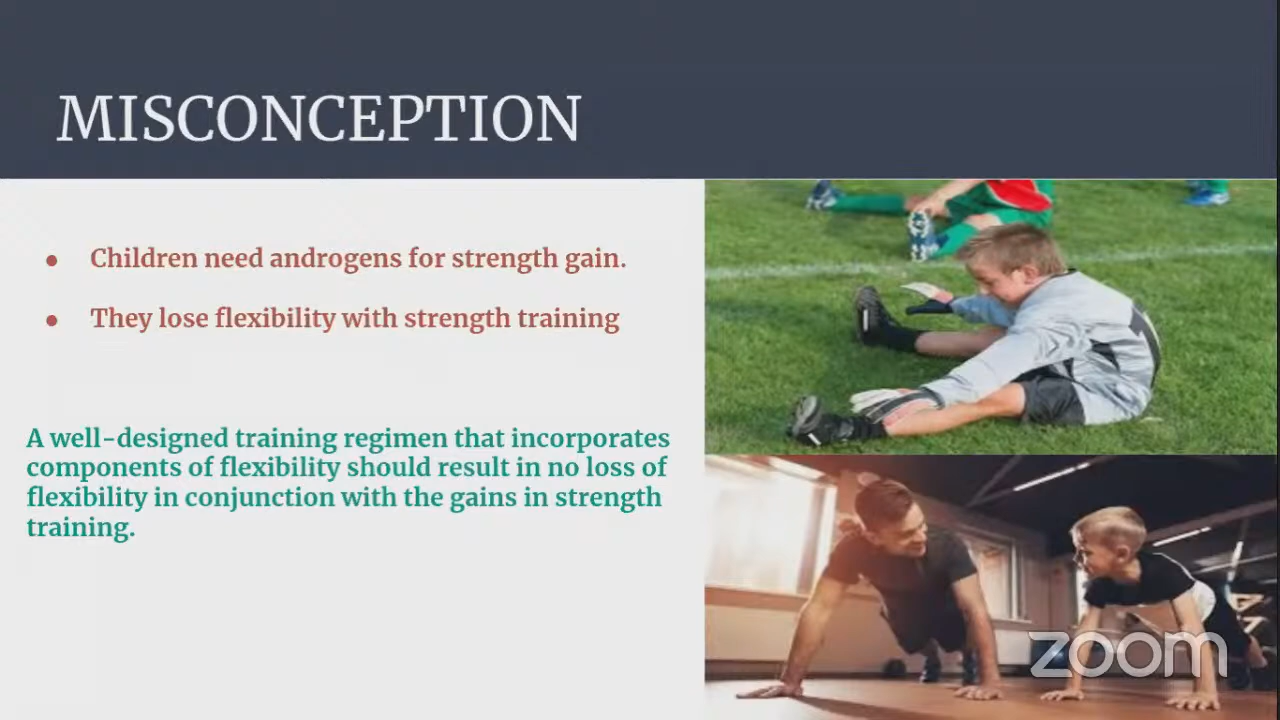 MISCONCEPTION
● Children need androgens for strength gain.
● They lose flexibility with strength training
A well-designed training regimen that incorporates
components of flexibility should result in no loss of
flexibility in conjunction with the gains in strength
training.
zoom